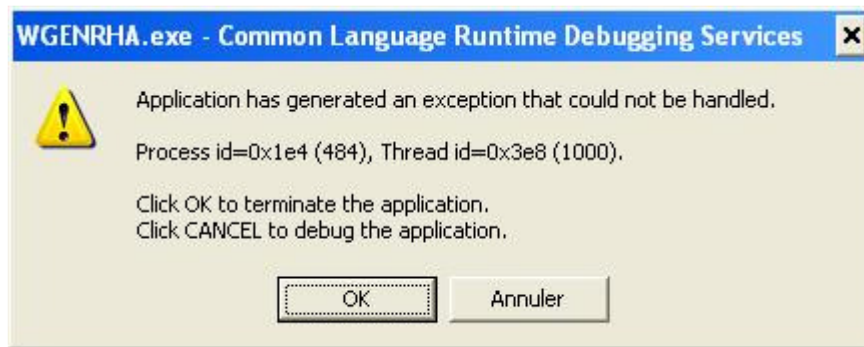 WGENRHA.exe - Common Language Runtime Debugging Services
Application has generated an exception that could not be handled.
Process id=0x1e4 (484), Thread id=0x3e8 (1000).
Click OK to terminate the application.
Click CANCEL to debug the application.
OK
Annuler